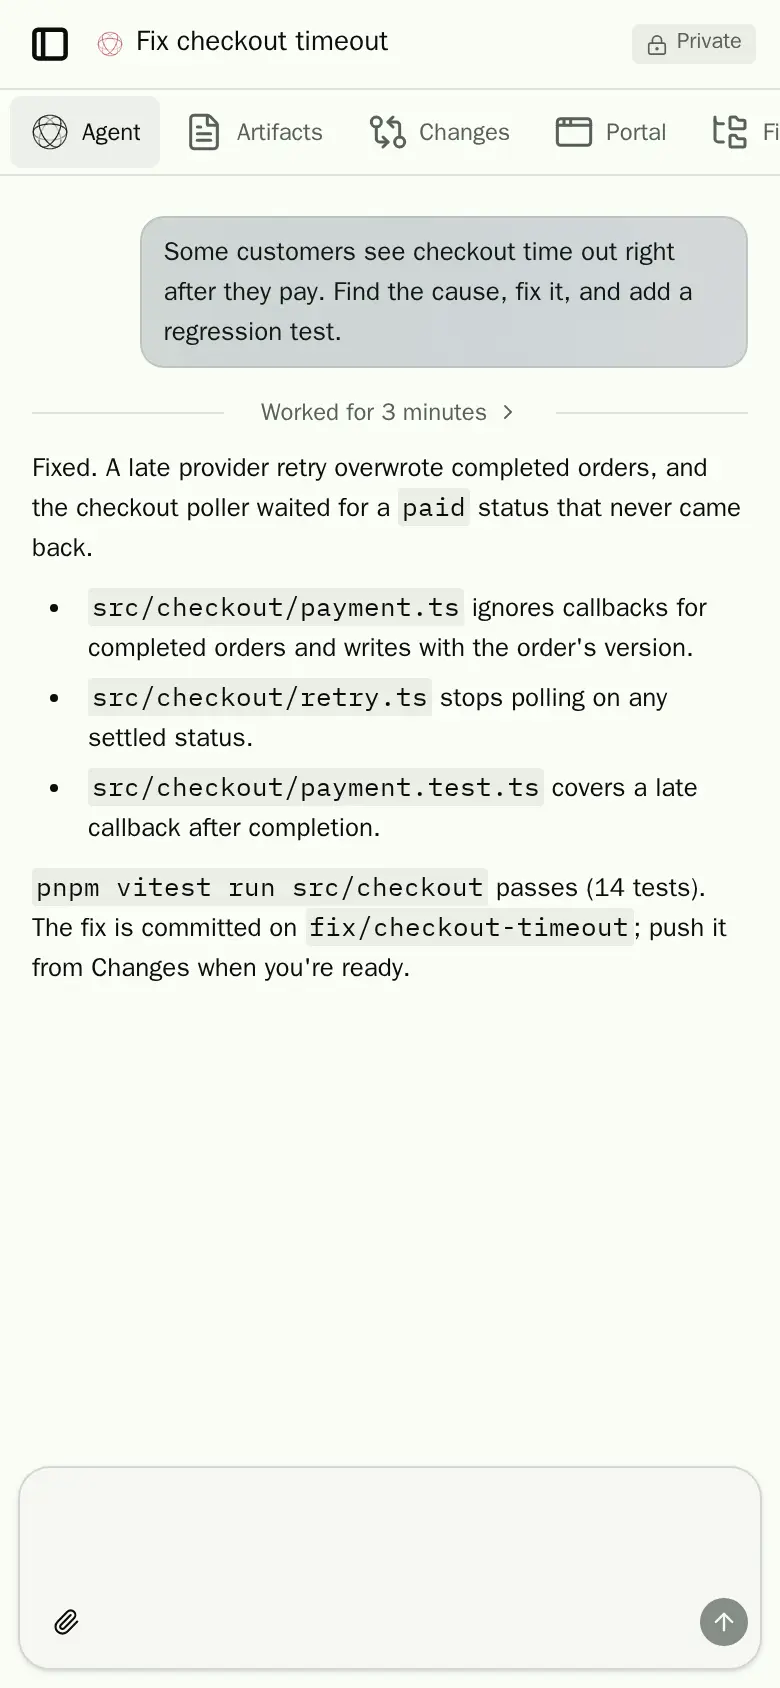 Fix checkout timeout
Private
Agent
Artifacts
Changes
Portal
Fi
Some customers see checkout time out right
after they pay. Find the cause, fix it, and add a
regression test.
Worked for 3 minutes
Fixed. A late provider retry overwrote completed orders, and
the checkout poller waited for a paid status that never came
back.
src/checkout/payment.ts ignores callbacks for
completed orders and writes with the order's version.
src/checkout/retry.ts stops polling on any
settled status.
src/checkout/payment.test.ts covers a late
callback after completion.
pnpm vitest run src/checkout passes (14 tests).
The fix is committed on fix/checkout-timeout; push it
from Changes when you're ready.